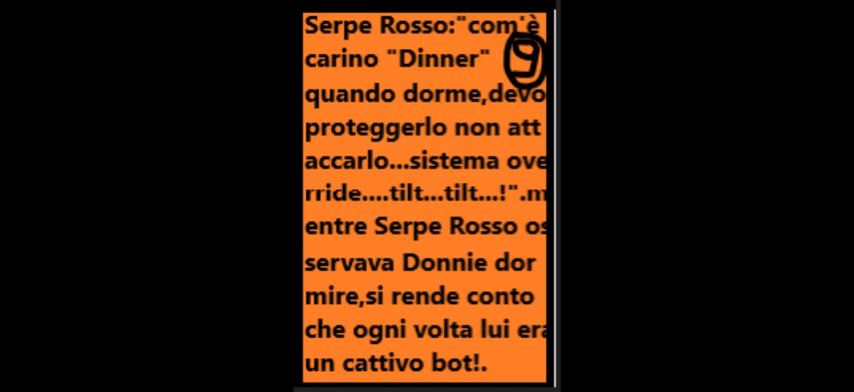 Serpe Rosso:"com'è
carino "Dinner" 9
quando dorme,devo
proteggerlo non att
accarlo...sistema ove
rride....tilt...tilt...!".m
entre Serpe Rosso os
servava Donnie dor
mire,si rende conto
che ogni volta lui era
un cattivo bot!.